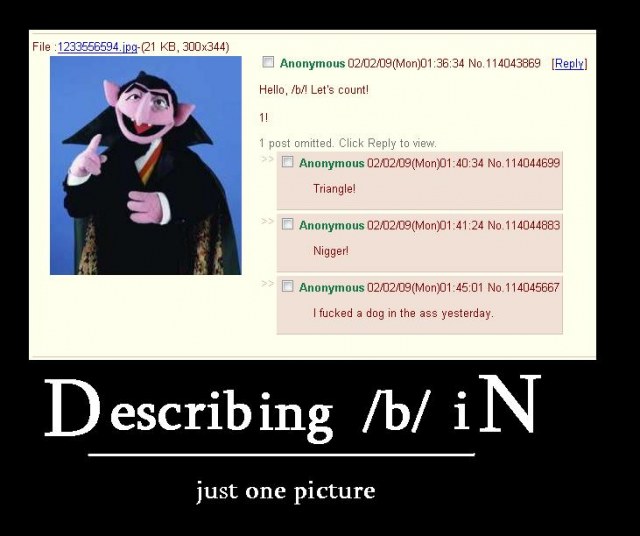 File :1233556594.jpg-(21 KB, 300x344)
Anonymous 02/02/09(Mon)01:36:34 No.114043869 [Reply]
Hello, /b/! Let's count!
1!
1 post omitted. Click Reply to view.
>> Anonymous 02/02/09(Mon)01:40:34 No.114044699
Triangle!
>> Anonymous 02/02/09(Mon)01:41:24 No.114044883
Nigger!
>> Anonymous 02/02/09(Mon)01:45:01 No.114045667
I fucked a dog in the ass yesterday.
Describing /b/ iN
just one picture